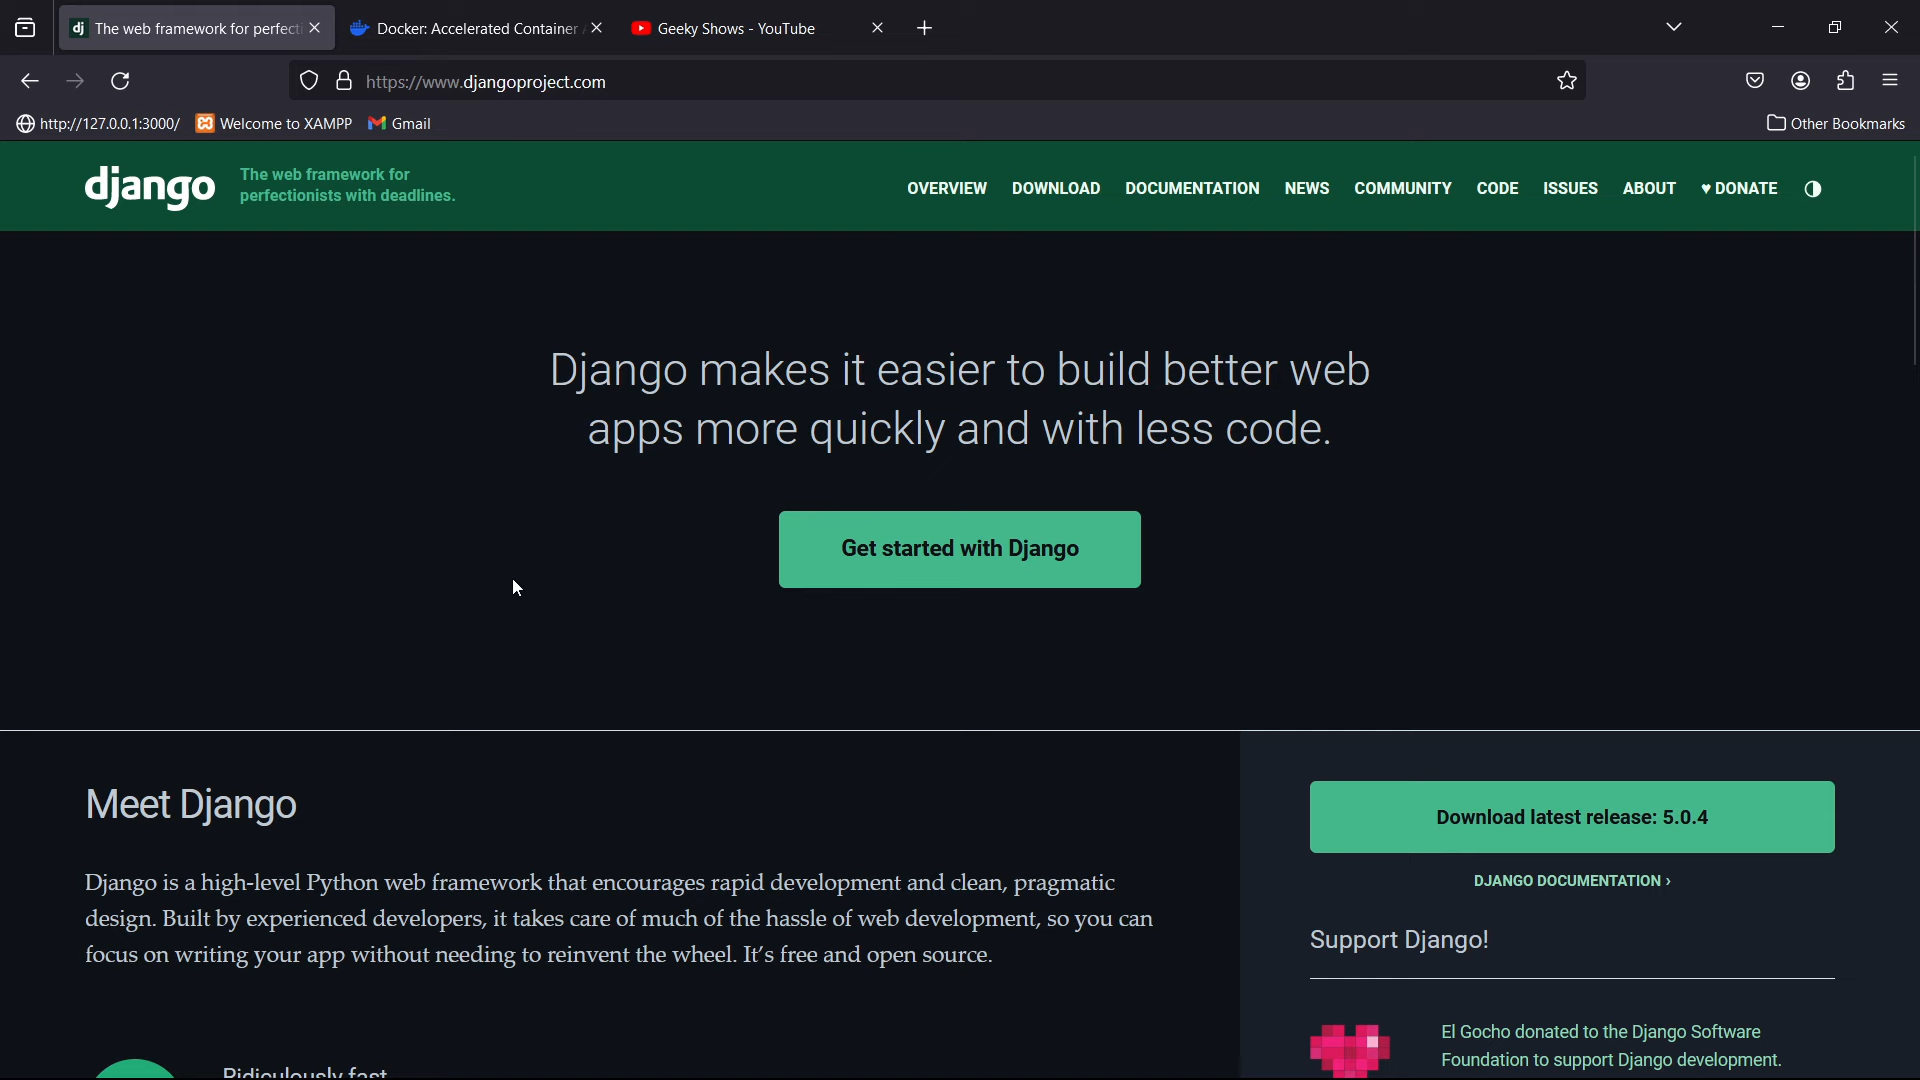 dj The web framework for perfecti
Docker: Accelerated Container
Geeky Shows - YouTube
https://www.djangoproject.com
http://127.0.0.1:3000/
Welcome to XAMPP
Gmail
Other Bookmarks
django
The web framework for
perfectionists with deadlines.
OVERVIEW DOWNLOAD DOCUMENTATION NEWS COMMUNITY CODE ISSUES ABOUT ♥ DONATE
Django makes it easier to build better web
apps more quickly and with less code.
Get started with Django
Meet Django
Django is a high-level Python web framework that encourages rapid development and clean, pragmatic
design. Built by experienced developers, it takes care of much of the hassle of web development, so you can
focus on writing your app without needing to reinvent the wheel. It’s free and open source.
Ridiculously fast
Download latest release: 5.0.4
DJANGO DOCUMENTATION ›
Support Django!
El Gocho donated to the Django Software
Foundation to support Django development.